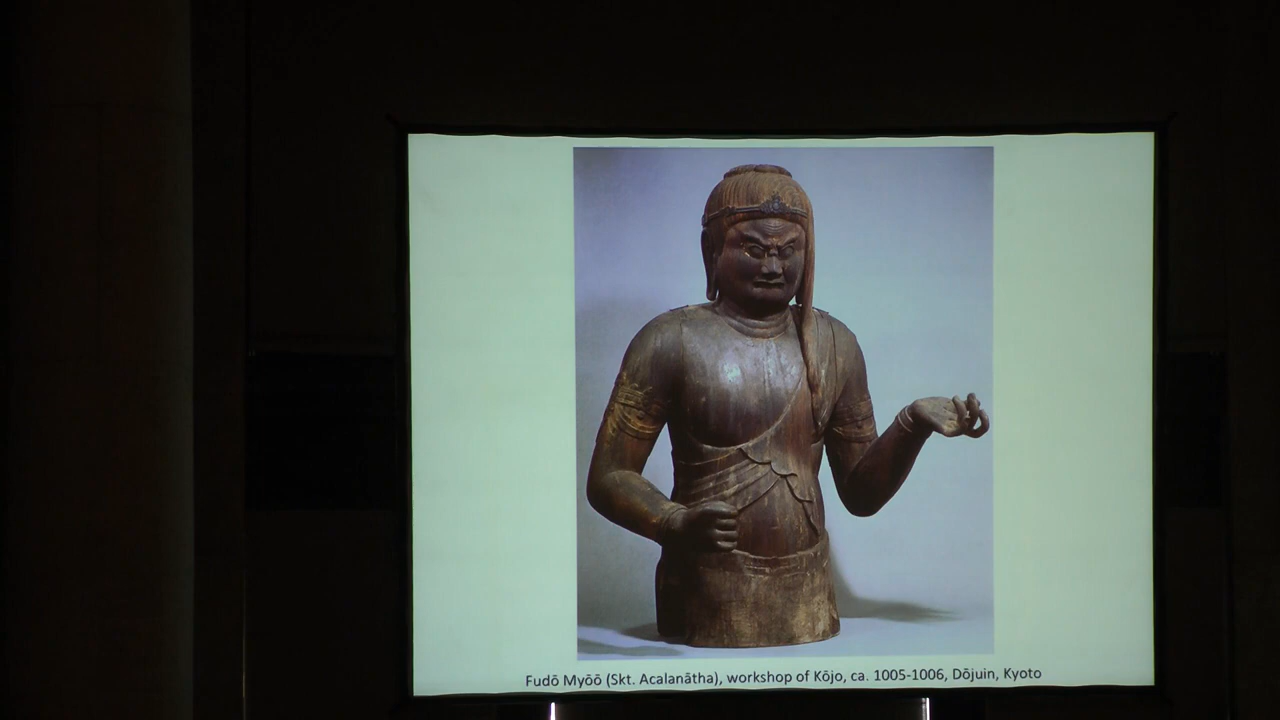 Fudō Myōō (Skt. Acalanātha), workshop of Kōjo, ca. 1005-1006, Dōjuin, Kyoto